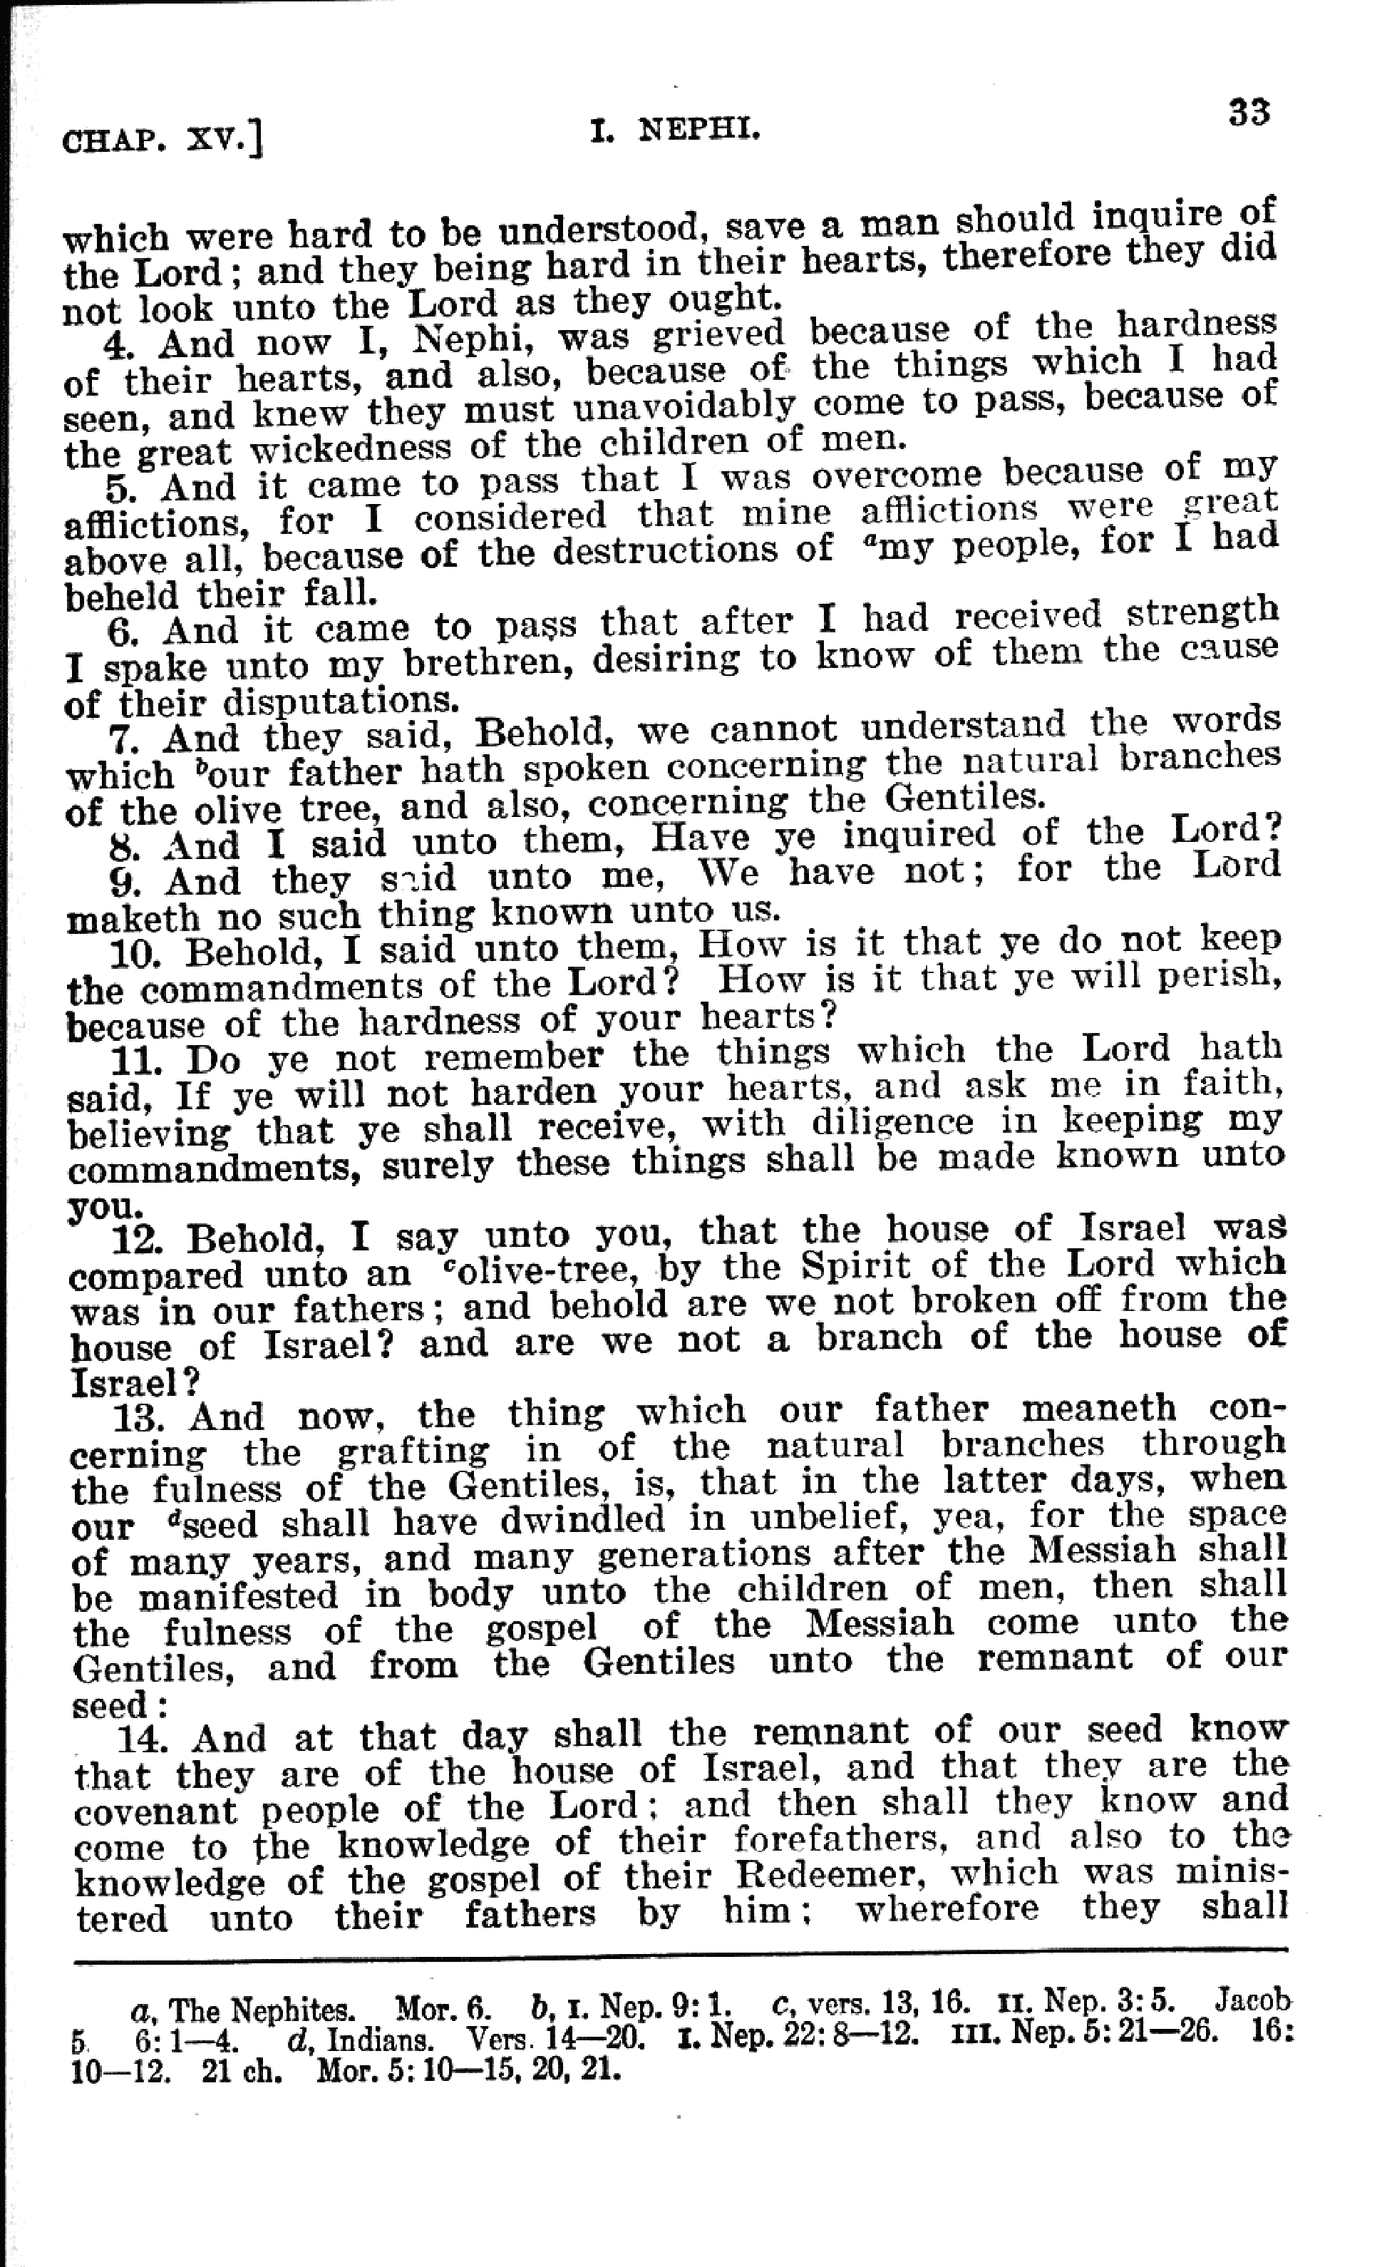 CHAP. XV.] I. NEPHI. 33
which were hard to be understood, save a man should inquire of
the Lord; and they being hard in their hearts, therefore they did
not look unto the Lord as they ought.
4. And now I, Nephi, was grieved because of the hardness
of their hearts, and also, because of the things which I had
seen, and knew they must unavoidably come to pass, because of
the great wickedness of the children of men.
5. And it came to pass that I was overcome because of my
afflictions, for I considered that mine afflictions were great
above all, because of the destructions of ᵃmy people, for I had
beheld their fall.
6. And it came to pass that after I had received strength
I spake unto my brethren, desiring to know of them the cause
of their disputations.
7. And they said, Behold, we cannot understand the words
which ᵇour father hath spoken concerning the natural branches
of the olive tree, and also, concerning the Gentiles.
8. And I said unto them, Have ye inquired of the Lord?
9. And they said unto me, We have not; for the Lord
maketh no such thing known unto us.
10. Behold, I said unto them, How is it that ye do not keep
the commandments of the Lord? How is it that ye will perish,
because of the hardness of your hearts?
11. Do ye not remember the things which the Lord hath
said, If ye will not harden your hearts, and ask me in faith,
believing that ye shall receive, with diligence in keeping my
commandments, surely these things shall be made known unto
you.
12. Behold, I say unto you, that the house of Israel was
compared unto an ᶜolive-tree, by the Spirit of the Lord which
was in our fathers; and behold are we not broken off from the
house of Israel? and are we not a branch of the house of
Israel?
13. And now, the thing which our father meaneth con-
cerning the grafting in of the natural branches through
the fulness of the Gentiles, is, that in the latter days, when
our ᵈseed shall have dwindled in unbelief, yea, for the space
of many years, and many generations after the Messiah shall
be manifested in body unto the children of men, then shall
the fulness of the gospel of the Messiah come unto the
Gentiles, and from the Gentiles unto the remnant of our
seed:
14. And at that day shall the remnant of our seed know
that they are of the house of Israel, and that they are the
covenant people of the Lord; and then shall they know and
come to the knowledge of their forefathers, and also to the
knowledge of the gospel of their Redeemer, which was minis-
tered unto their fathers by him; wherefore they shall
a, The Nephites. Mor. 6. b, I. Nep. 9: 1. c, vers. 13, 16. II. Nep. 3: 5. Jacob
5. 6: 1—4. d, Indians. Vers. 14—20. I. Nep. 22: 8—12. III. Nep. 5: 21—26. 16:
10—12. 21 ch. Mor. 5: 10—15, 20, 21.